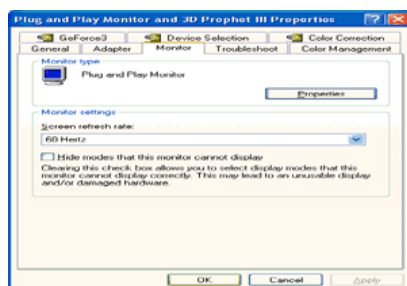 Plug and Play Monitor and 3D Prophet III Properties
GeForce3 Device Selection Color Correction
General Adapter Monitor Troubleshoot Color Management
Monitor type
Plug and Play Monitor
Properties
Monitor settings
Screen refresh rate:
60 Hertz
Hide modes that this monitor cannot display
Clearing this check box allows you to select display modes that this
monitor cannot display correctly. This may lead to an unusable display
and/or damaged hardware.
OK Cancel Apply